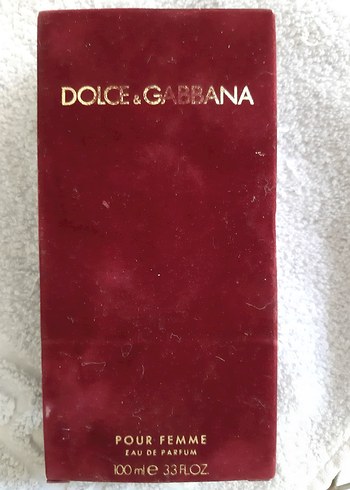 DOLCE & GABBANA
POUR FEMME
EAU DE PARFUM
100 ml e 3.3 FL.OZ.